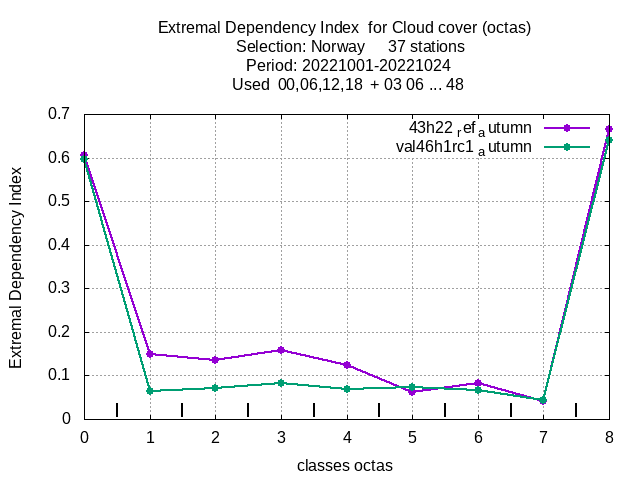 Extremal Dependency Index  for Cloud cover (octas)
Selection: Norway     37 stations
Period: 20221001-20221024
Used  00,06,12,18  + 03 06 ... 48
43h22 ref autumn
val46h1rc1 autumn
Extremal Dependency Index
0.7
0.6
0.5
0.4
0.3
0.2
0.1
0
0 1 2 3 4 5 6 7 8
classes octas